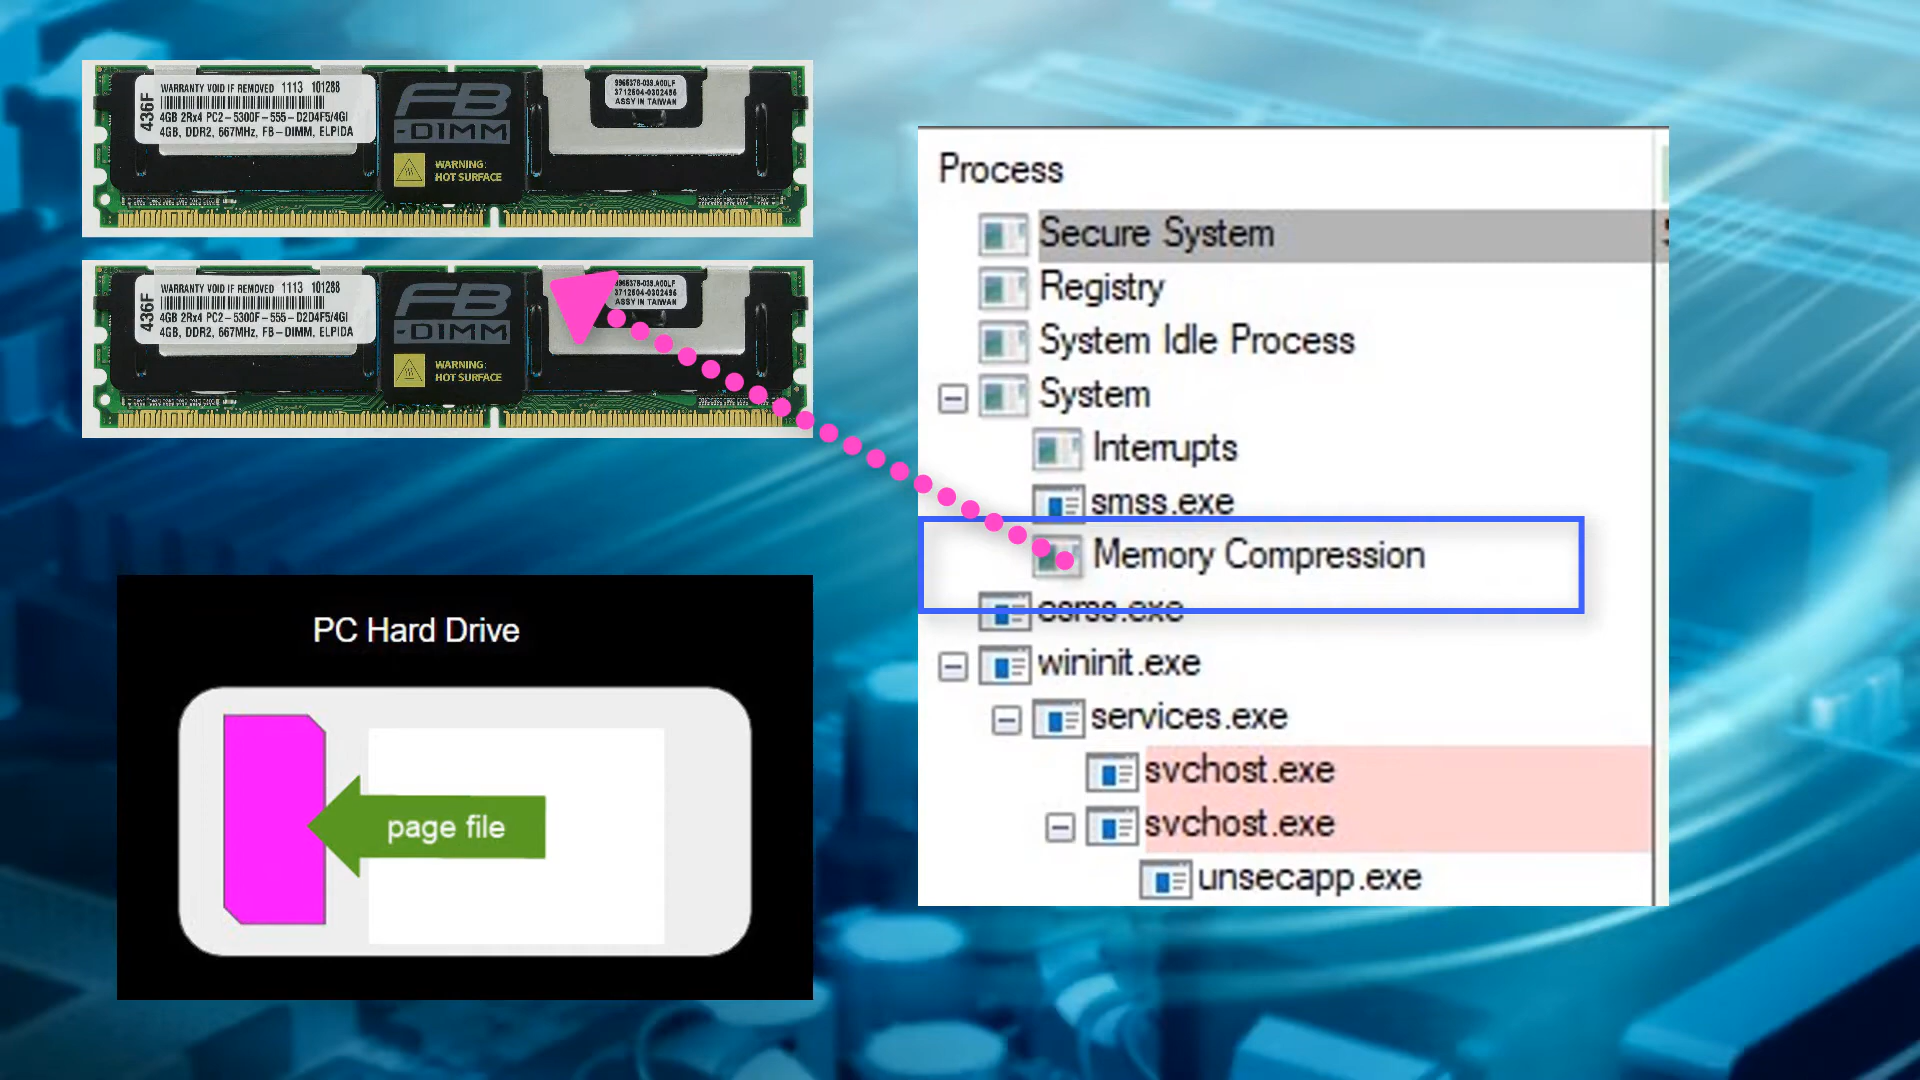 WARRANTY VOID IF REMOVED 1113 101288
436F
4GB 2Rx4 PC2-5300F-555-D2D4F5/4GI
4GB, DDR2, 667MHz, FB-DIMM, ELPIDA
FB
-DIMM
WARNING:
HOT SURFACE
ASSY IN TAIWAN
WARRANTY VOID IF REMOVED 1113 101288
436F
4GB 2Rx4 PC2-5300F-555-D2D4F5/4GI
4GB, DDR2, 667MHz, FB-DIMM, ELPIDA
FB
-DIMM
WARNING:
HOT SURFACE
ASSY IN TAIWAN
PC Hard Drive
page file
Process
Secure System
Registry
System Idle Process
System
Interrupts
smss.exe
Memory Compression
csrss.exe
wininit.exe
services.exe
svchost.exe
svchost.exe
unsecapp.exe